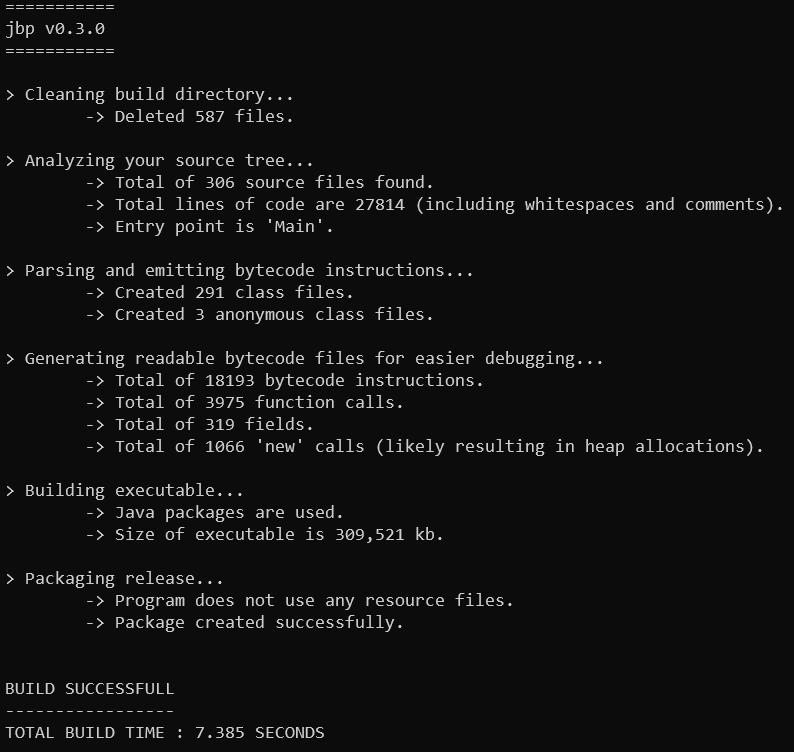 ===========
jbp v0.3.0
===========
> Cleaning build directory...
-> Deleted 587 files.
> Analyzing your source tree...
-> Total of 306 source files found.
-> Total lines of code are 27814 (including whitespaces and comments).
-> Entry point is 'Main'.
> Parsing and emitting bytecode instructions...
-> Created 291 class files.
-> Created 3 anonymous class files.
> Generating readable bytecode files for easier debugging...
-> Total of 18193 bytecode instructions.
-> Total of 3975 function calls.
-> Total of 319 fields.
-> Total of 1066 'new' calls (likely resulting in heap allocations).
> Building executable...
-> Java packages are used.
-> Size of executable is 309,521 kb.
> Packaging release...
-> Program does not use any resource files.
-> Package created successfully.
BUILD SUCCESSFULL
-----------------
TOTAL BUILD TIME : 7.385 SECONDS